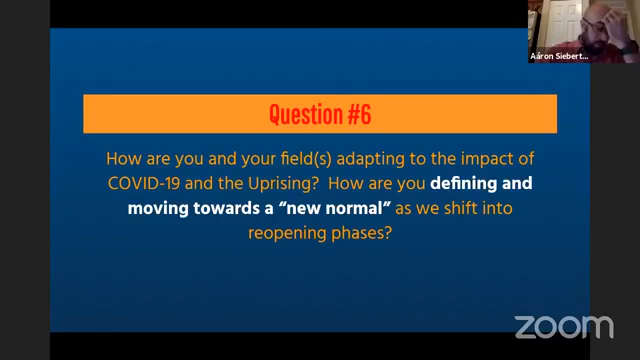 Aáron Siebert...
Question #6
How are you and your field(s) adapting to the impact of
COVID-19 and the Uprising?  How are you defining and
moving towards a “new normal” as we shift into
reopening phases?
zoom